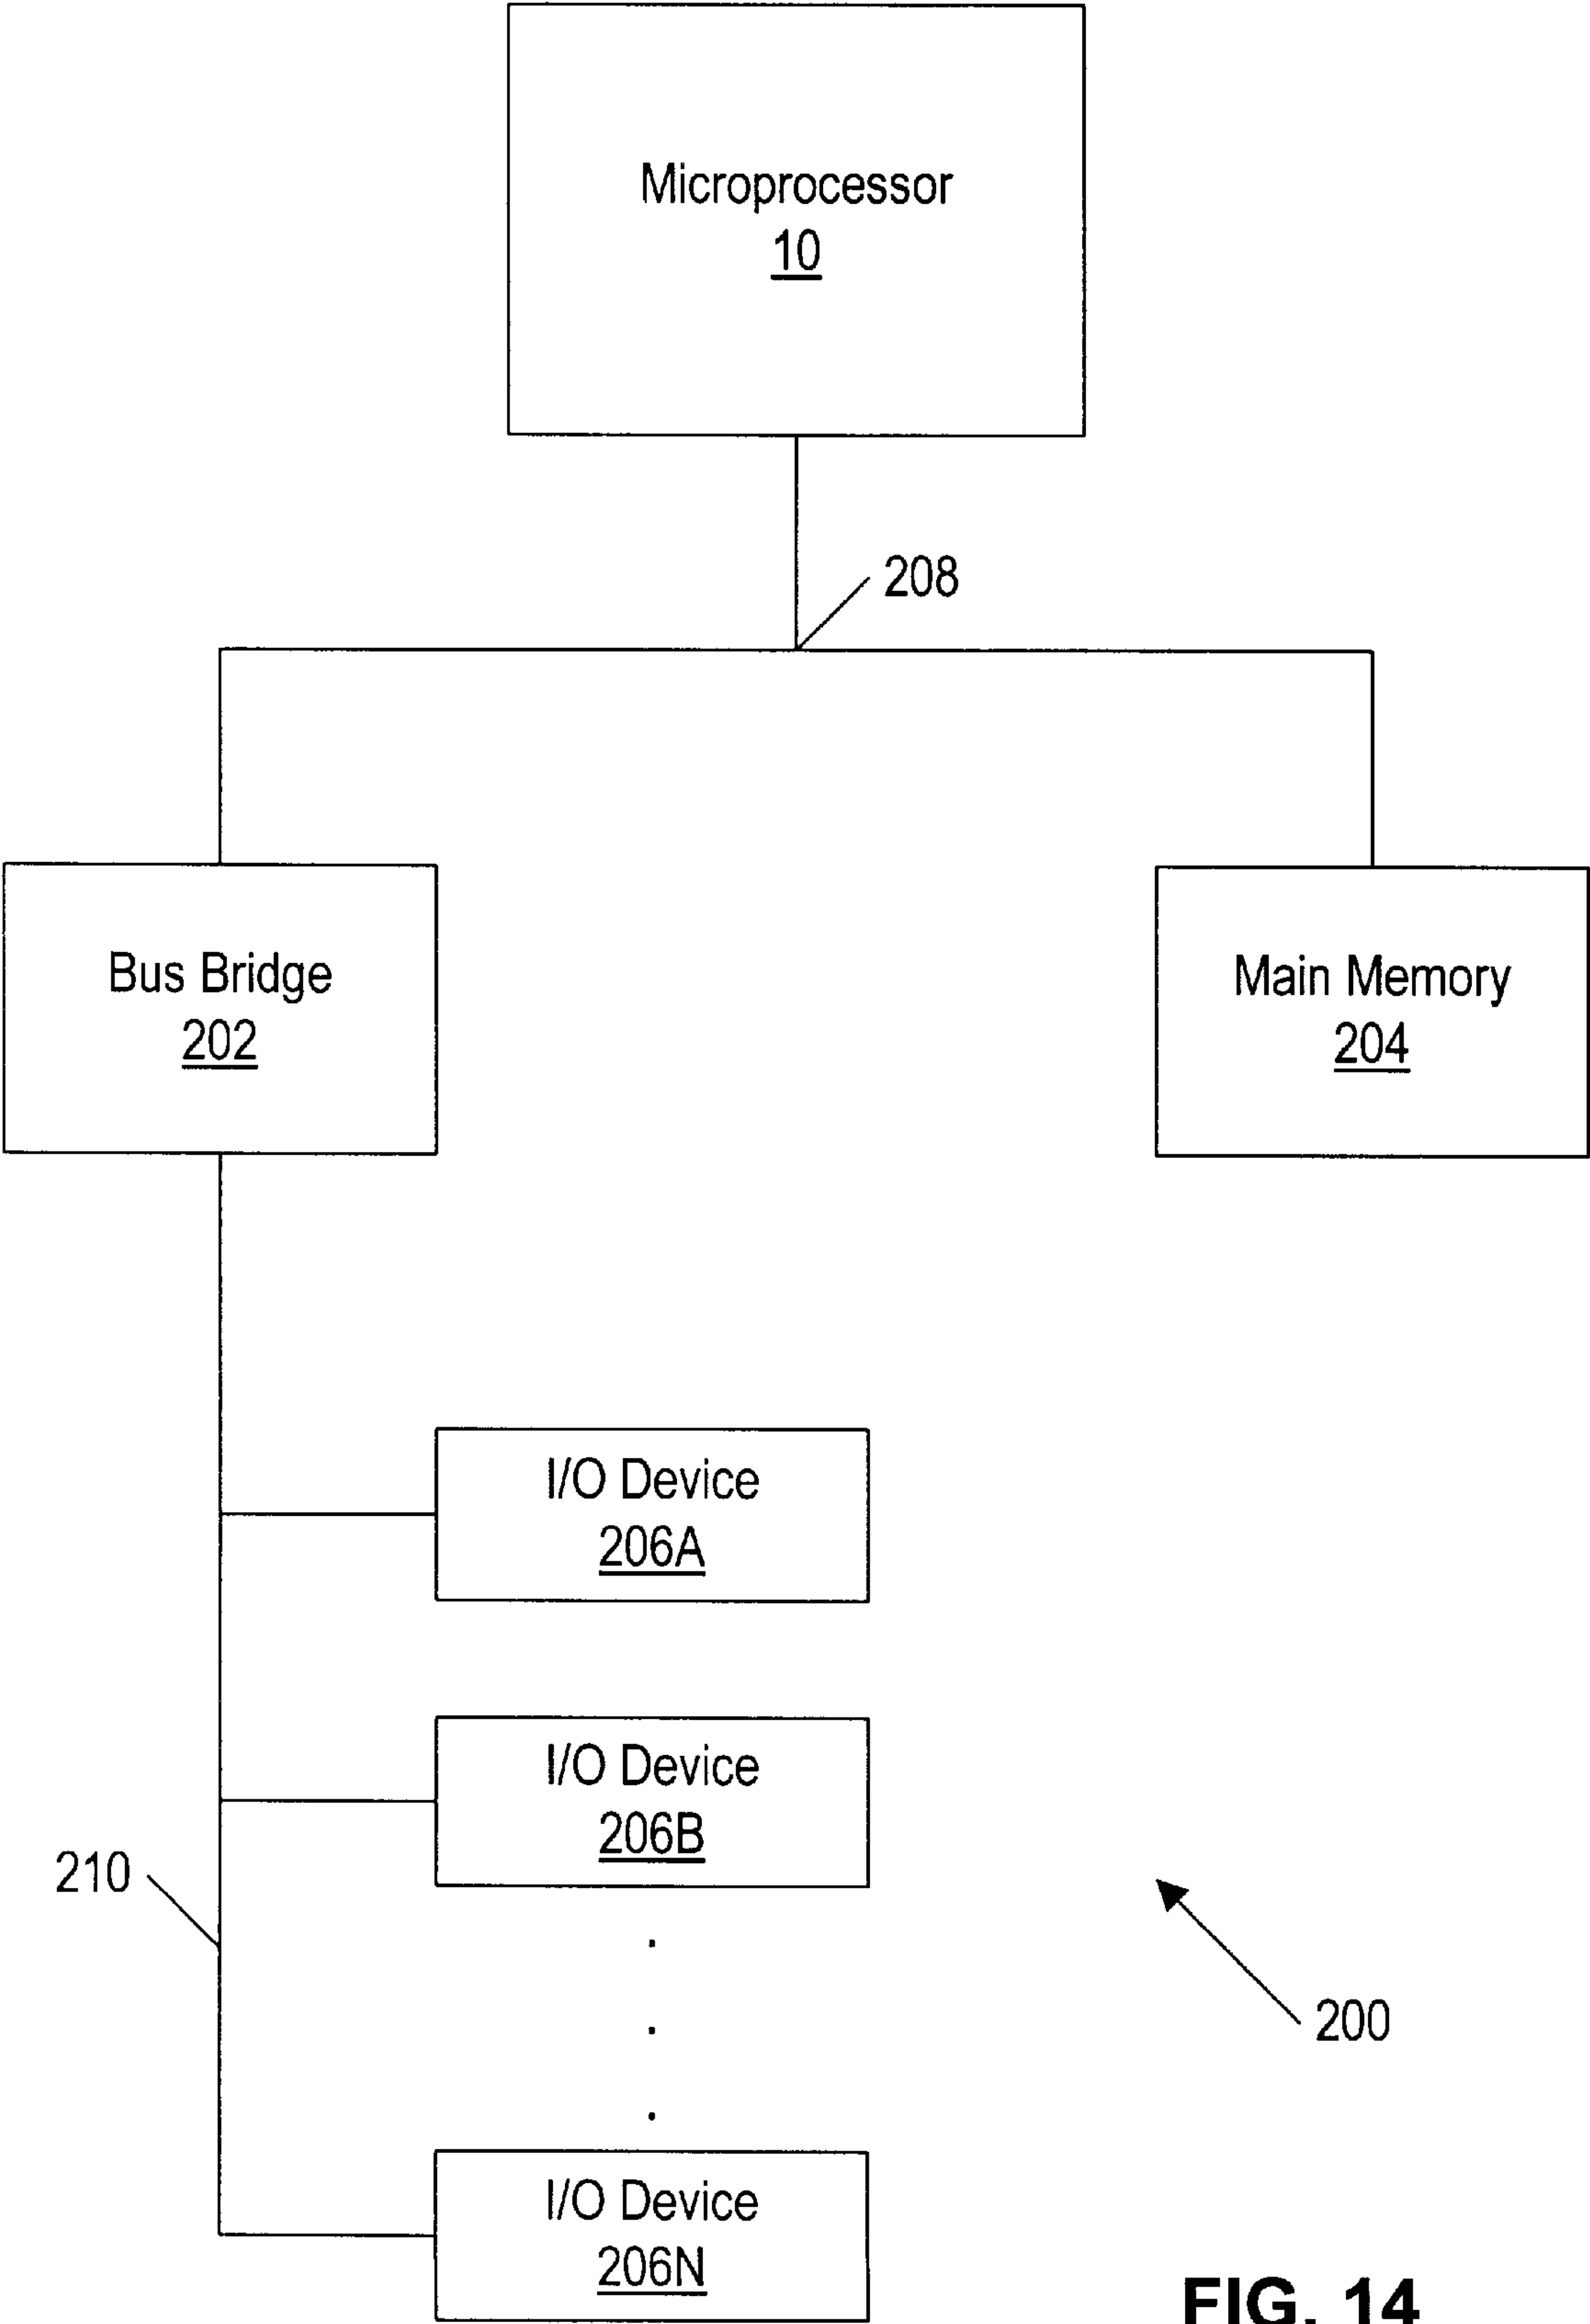 Microprocessor
10
208
Bus Bridge
202
Main Memory
204
I/O Device
206A
I/O Device
206B
210
200
I/O Device
206N
FIG. 14